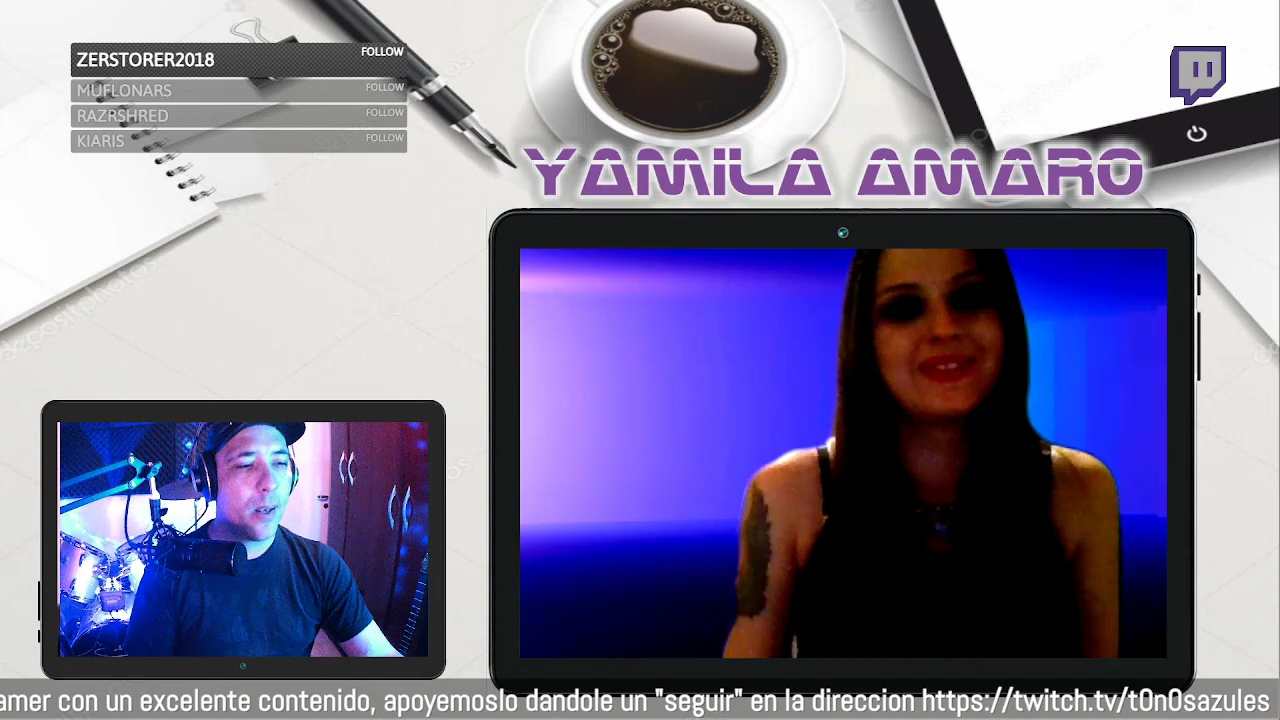 ZERSTORER2018 FOLLOW
MUFLONARS FOLLOW
RAZRSHRED FOLLOW
KIARIS FOLLOW
YAMiLA AMARO
amer con un excelente contenido, apoyemoslo dandole un "seguir" en la direccion https://twitch.tv/t0n0sazules